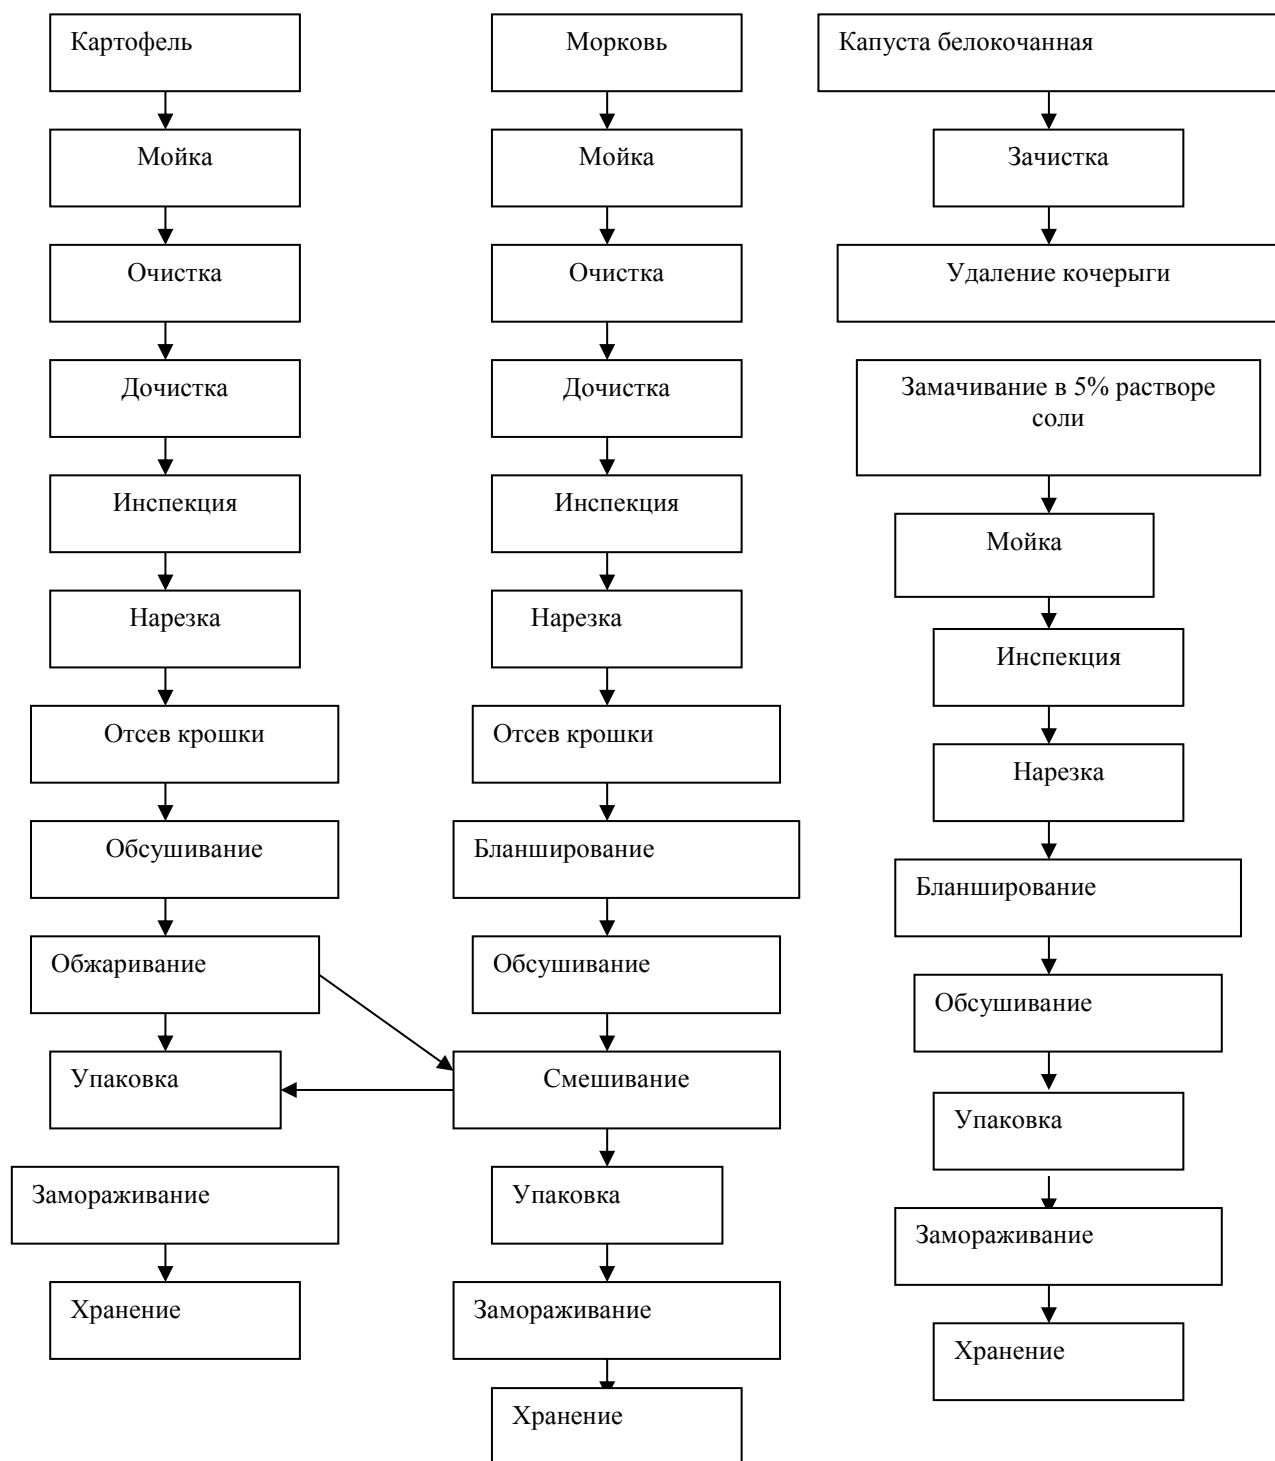 Картофель
Мойка
Очистка
Дочистка
Инспекция
Нарезка
Отсев крошки
Обсушивание
Обжаривание
Упаковка
Замораживание
Хранение
Морковь
Мойка
Очистка
Дочистка
Инспекция
Нарезка
Отсев крошки
Бланширование
Обсушивание
Смешивание
Упаковка
Замораживание
Хранение
Капуста белокочанная
Зачистка
Удаление кочерыги
Замачивание в 5% растворе
соли
Мойка
Инспекция
Нарезка
Бланширование
Обсушивание
Упаковка
Замораживание
Хранение